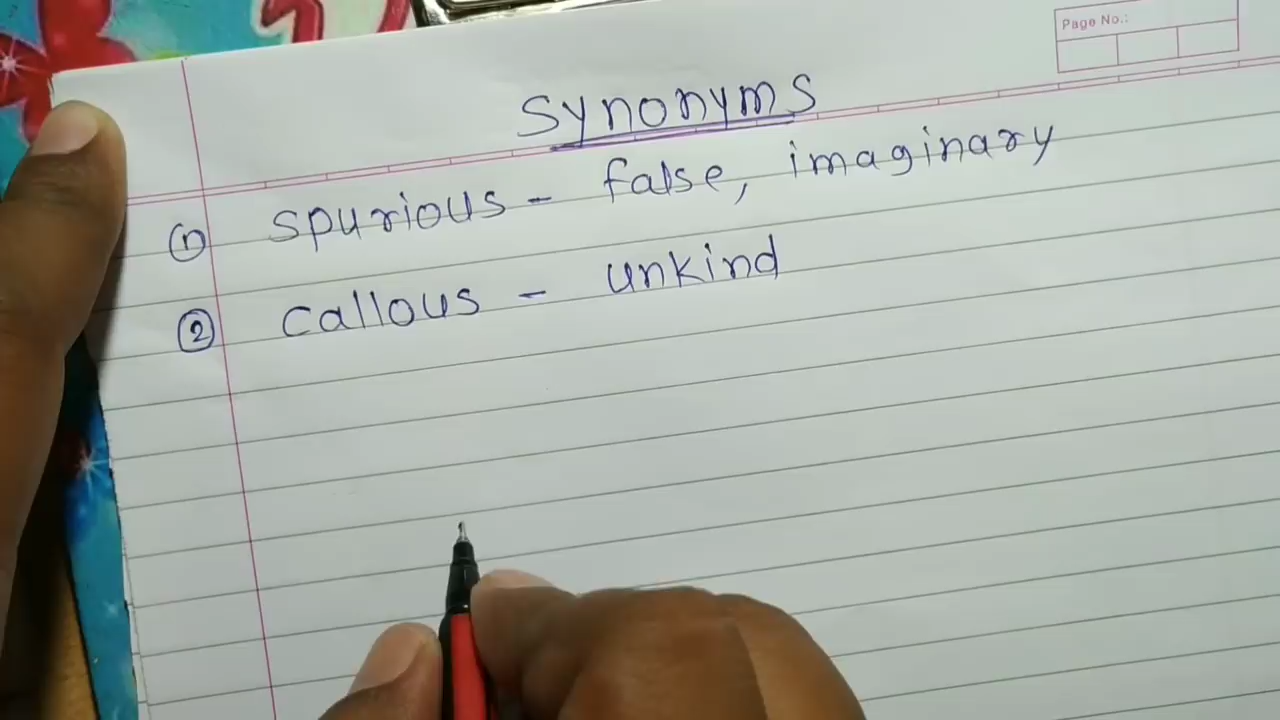 Page No.:
Synonyms
① Spurious - false, imaginary
② Callous - unkind